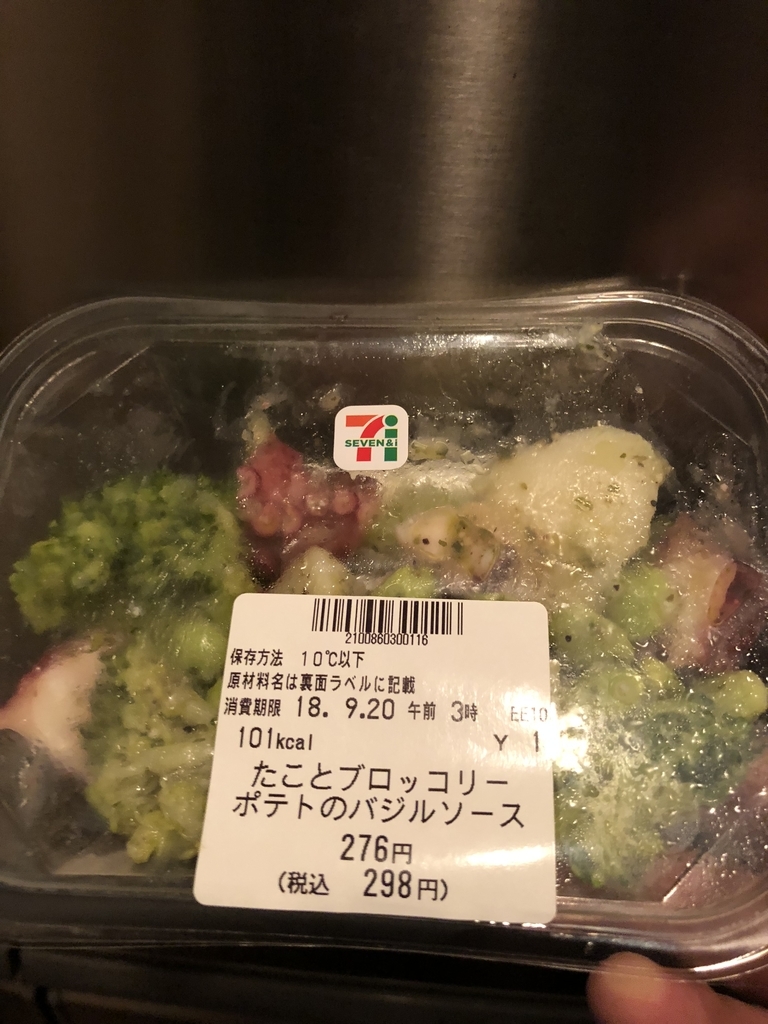 7i
SEVEN&i
2100860300116
保存方法 10℃以下
原材料名は裏面ラベルに記載
消費期限 18. 9.20 午前 3時 EE10
101kcal Y 1
たことブロッコリー
ポテトのバジルソース
276円
(税込 298円)